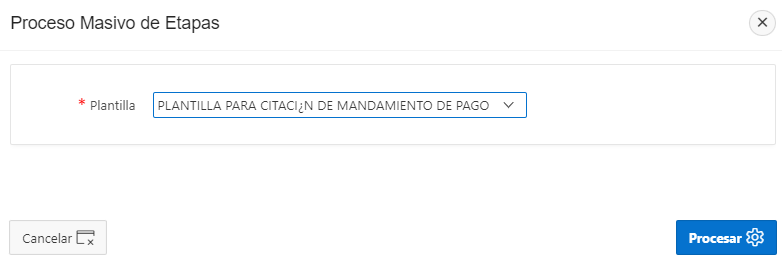 Proceso Masivo de Etapas
* Plantilla PLANTILLA PARA CITACI¿N DE MANDAMIENTO DE PAGO
Cancelar Procesar